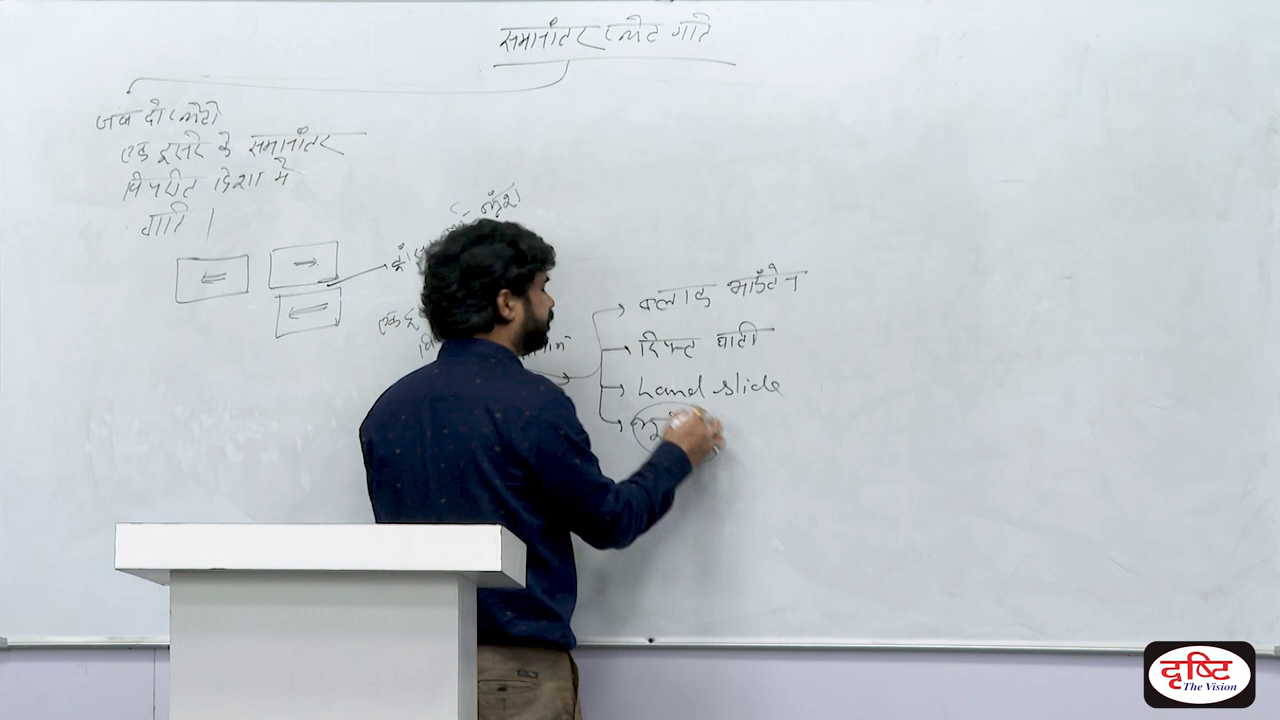 समानांतर प्लेट गति
जब दो प्लेटो
एक दूसरे के समानांतर
विपरीत दिशा में
गति ।
ब्लाक माउंटेन
रिफ्ट घाटी
Land slide
दृष्टि
The Vision